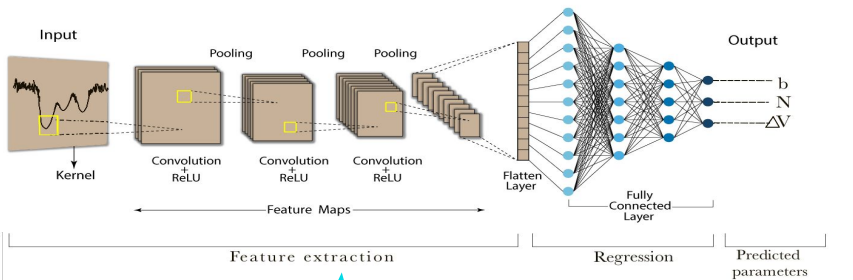 Input
Pooling
Pooling
Pooling
Output
b
N
ΔV
Kernel
Convolution
+
ReLU
Convolution
+
ReLU
Convolution
+
ReLU
Flatten
Layer
Fully
Connected
Layer
Feature Maps
Feature extraction
Regression
Predicted
parameters